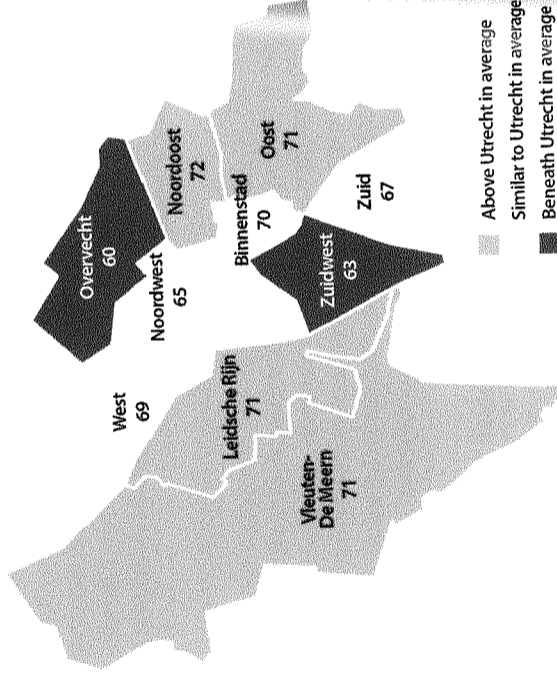 Overvecht
60
Noordwest
65
Noordoost
72
West
69
Binnenstad
70
Oost
71
Leidsche Rijn
71
Zuidwest
63
Zuid
67
Vleuten-
De Meern
71
Above Utrecht in average
Similar to Utrecht in average
Beneath Utrecht in average